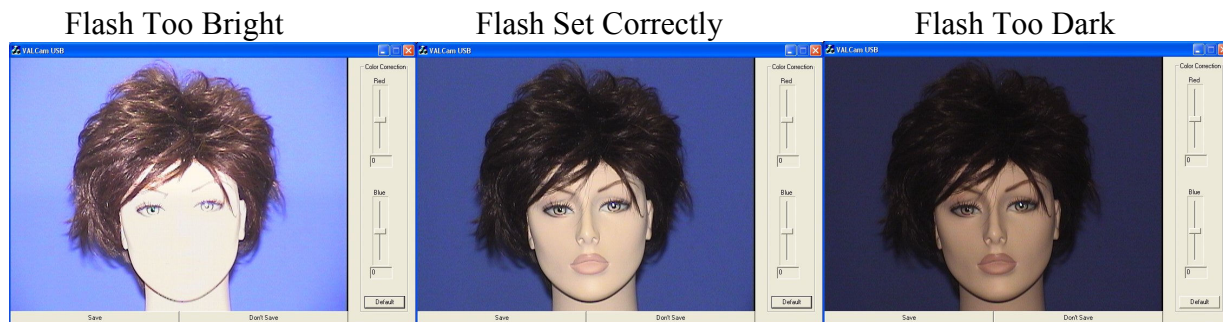 Flash Too Bright
Flash Set Correctly
Flash Too Dark
VALCam USB
VALCam USB
VALCam USB
Color Correction
Red
0
Blue
0
Default
Save
Don't Save
Color Correction
Red
0
Blue
0
Default
Save
Don't Save
Color Correction
Red
0
Blue
0
Default
Save
Don't Save